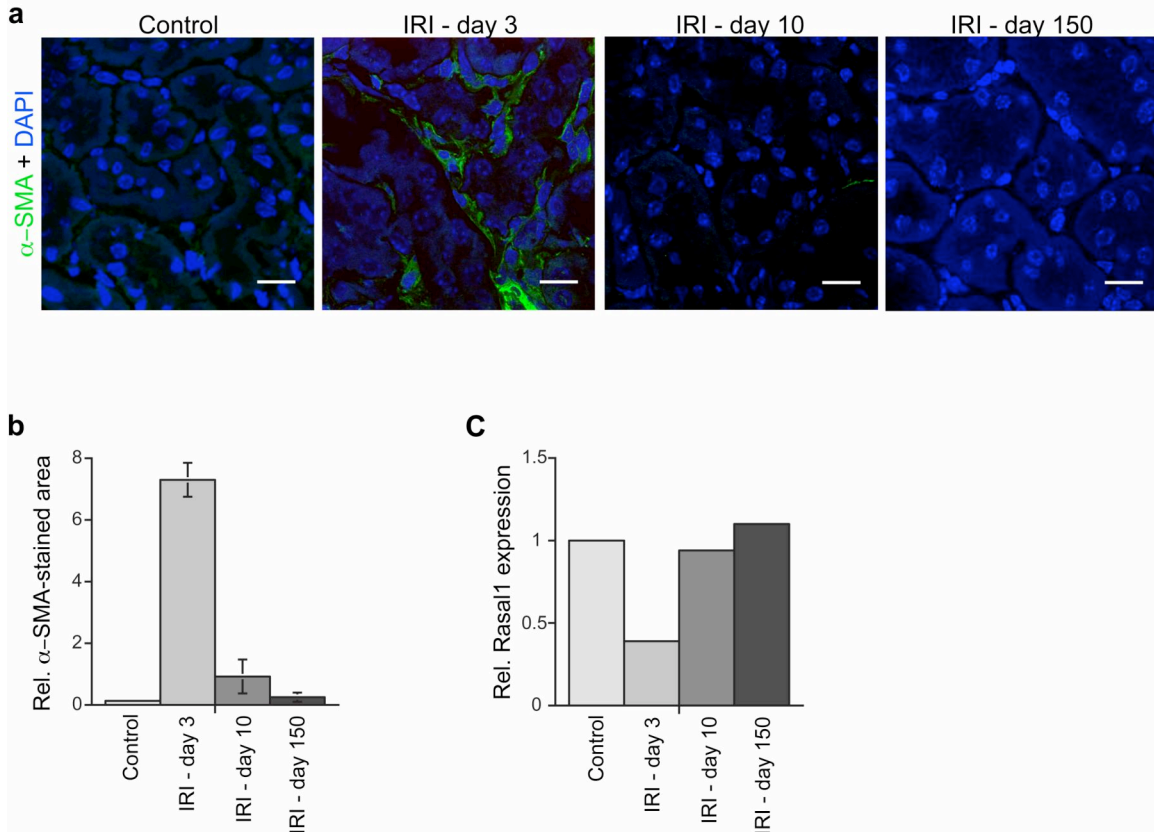 a
Control
IRI - day 3
IRI - day 10
IRI - day 150
α-SMA + DAPI
b
Rel. α-SMA-stained area
8
6
4
2
0
Control
IRI - day 3
IRI - day 10
IRI - day 150
C
Rel. Rasal1 expression
1.5
1
0.5
0
Control
IRI - day 3
IRI - day 10
IRI - day 150